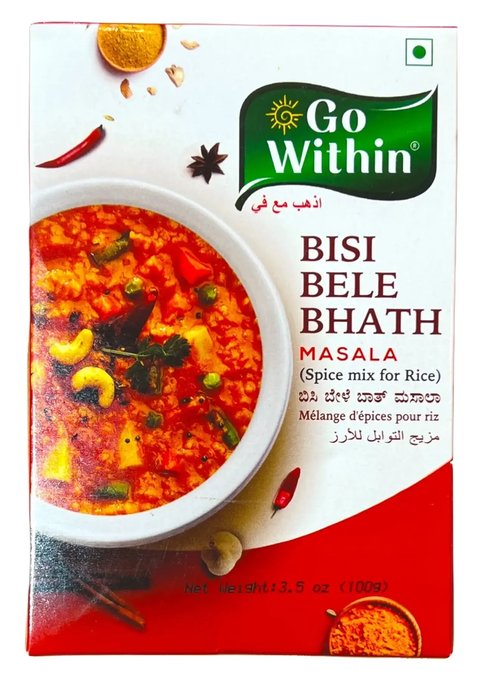 Go
Within®
اذهب مع في
BISI
BELE
BHATH
MASALA
(Spice mix for Rice)
ಬಿಸಿ ಬೇಳೆ ಬಾತ್ ಮಸಾಲಾ
Mélange d'épices pour riz
مزيج التوابل للأرز
Net Weight:3.5 oz (100g)